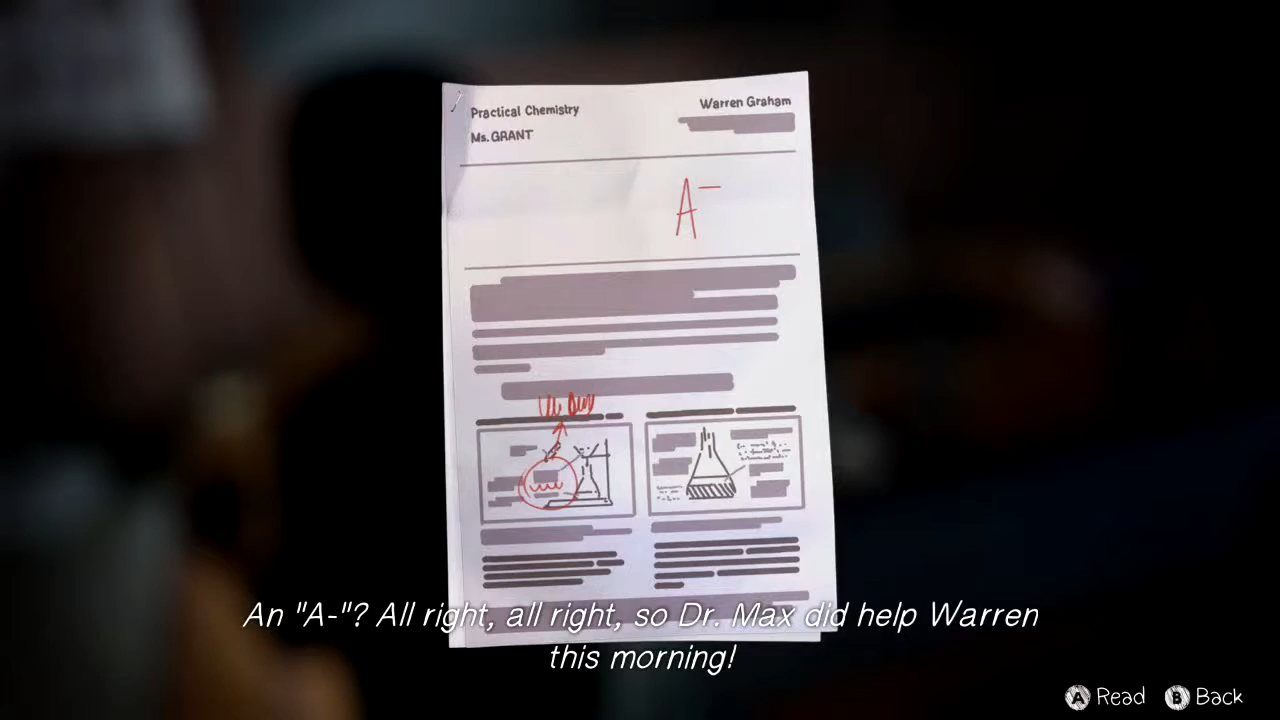 Practical Chemistry
Warren Graham
Ms. GRANT
A-
An "A-"? All right, all right, so Dr. Max did help Warren
this morning!
A Read B Back